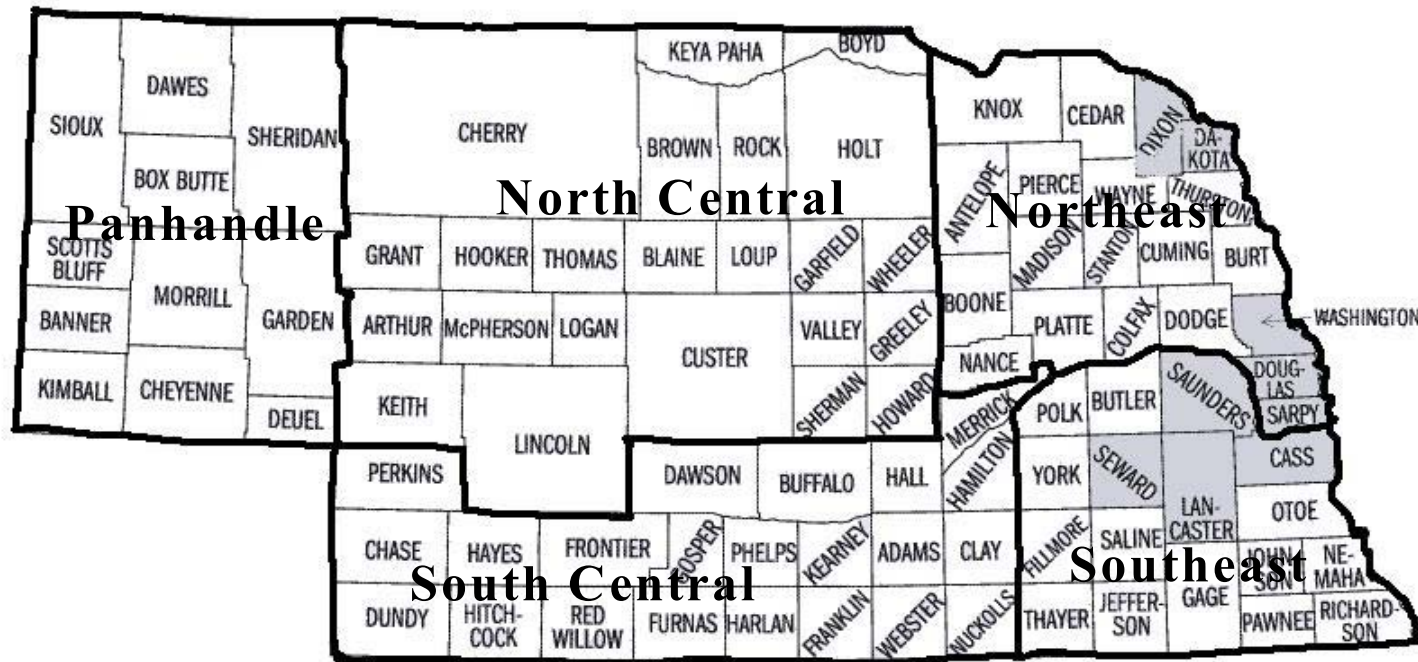 KEYA PAHA
BOYD
DAWES
SIOUX
SHERIDAN
CHERRY
BROWN
ROCK
HOLT
KNOX
CEDAR
DIXON
DA-
KOTA
BOX BUTTE
ANTELOPE
PIERCE
WAYNE
THURSTON
Panhandle
North Central
Northeast
SCOTTS
BLUFF
GRANT
HOOKER
THOMAS
BLAINE
LOUP
GARFIELD
WHEELER
MADISON
STANTON
CUMING
BURT
MORRILL
BANNER
GARDEN
ARTHUR
McPHERSON
LOGAN
CUSTER
VALLEY
GREELEY
BOONE
PLATTE
COLFAX
DODGE
WASHINGTON
KIMBALL
CHEYENNE
DEUEL
KEITH
LINCOLN
SHERMAN
HOWARD
NANCE
MERRICK
POLK
BUTLER
SAUNDERS
DOUG-
LAS
SARPY
PERKINS
DAWSON
BUFFALO
HALL
HAMILTON
YORK
SEWARD
LAN-
CASTER
CASS
OTOE
CHASE
HAYES
FRONTIER
GOSPER
PHELPS
KEARNEY
ADAMS
CLAY
FILLMORE
SALINE
JOHN-
SON
NE-
MAHA
South Central
Southeast
DUNDY
HITCH-
COCK
RED
WILLOW
FURNAS
HARLAN
FRANKLIN
WEBSTER
NUCKOLLS
THAYER
JEFFER-
SON
GAGE
PAWNEE
RICHARD-
SON